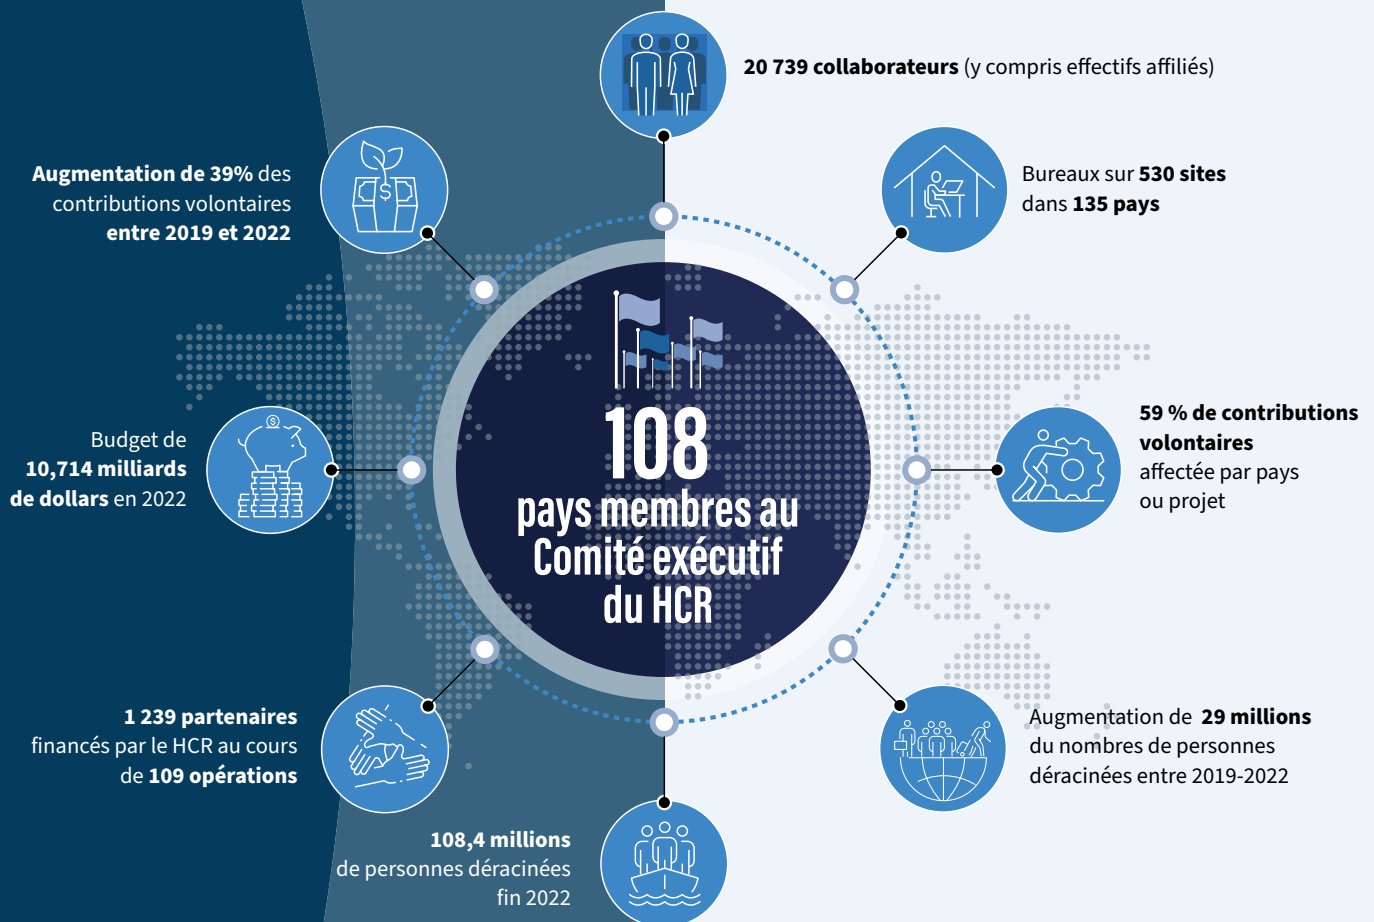 20 739 collaborateurs (y compris effectifs affiliés)
Augmentation de 39% des
contributions volontaires
entre 2019 et 2022
Bureaux sur 530 sites
dans 135 pays
108
pays membres au
Comité exécutif
du HCR
Budget de
10,714 milliards
de dollars en 2022
59 % de contributions
volontaires
affectée par pays
ou projet
1 239 partenaires
financés par le HCR au cours
de 109 opérations
Augmentation de 29 millions
du nombres de personnes
déracinées entre 2019-2022
108,4 millions
de personnes déracinées
fin 2022